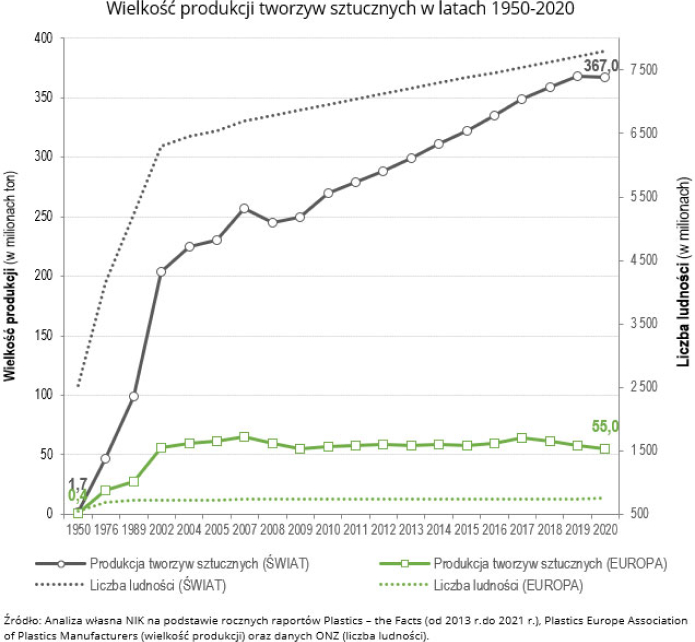 Wielkość produkcji tworzyw sztucznych w latach 1950-2020
400
350
300
250
200
150
100
50
0
Wielkość produkcji (w milionach ton)
7 500
6 500
5 500
4 500
3 500
2 500
1 500
500
Liczba ludności (w milionach)
367,0
55,0
1,7
0,4
1950 1976 1989 2002 2004 2005 2007 2008 2009 2010 2011 2012 2013 2014 2015 2016 2017 2018 2019 2020
Produkcja tworzyw sztucznych (ŚWIAT)
Produkcja tworzyw sztucznych (EUROPA)
Liczba ludności (ŚWIAT)
Liczba ludności (EUROPA)
Źródło: Analiza własna NIK na podstawie rocznych raportów Plastics – the Facts (od 2013 r.do 2021 r.), Plastics Europe Association
of Plastics Manufacturers (wielkość produkcji) oraz danych ONZ (liczba ludności).